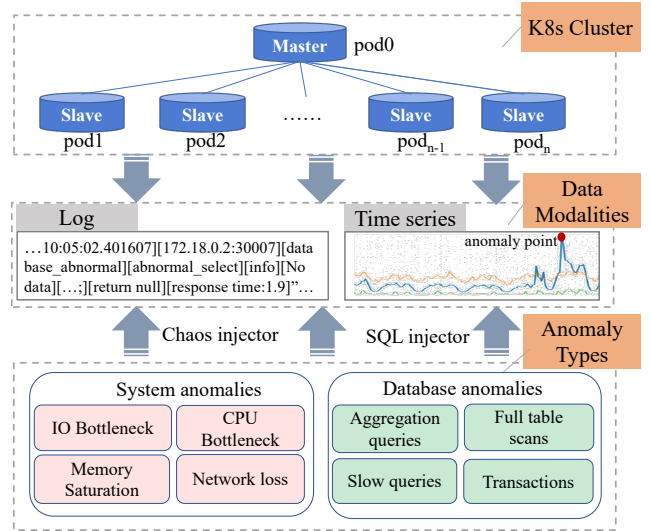 Master
pod0
K8s Cluster
Slave
Slave
……
Slave
Slave
pod1
pod2
podn-1
podn
Data
Modalities
Log
Time series
…10:05:02.401607][172.18.0.2:30007][data
base_abnormal][abnormal_select][info][No
data][…;][return null][response time:1.9]”…
anomaly point
Chaos injector
SQL injector
Anomaly
Types
System anomalies
Database anomalies
IO Bottleneck
CPU
Bottleneck
Aggregation
queries
Full table
scans
Memory
Saturation
Network loss
Slow queries
Transactions